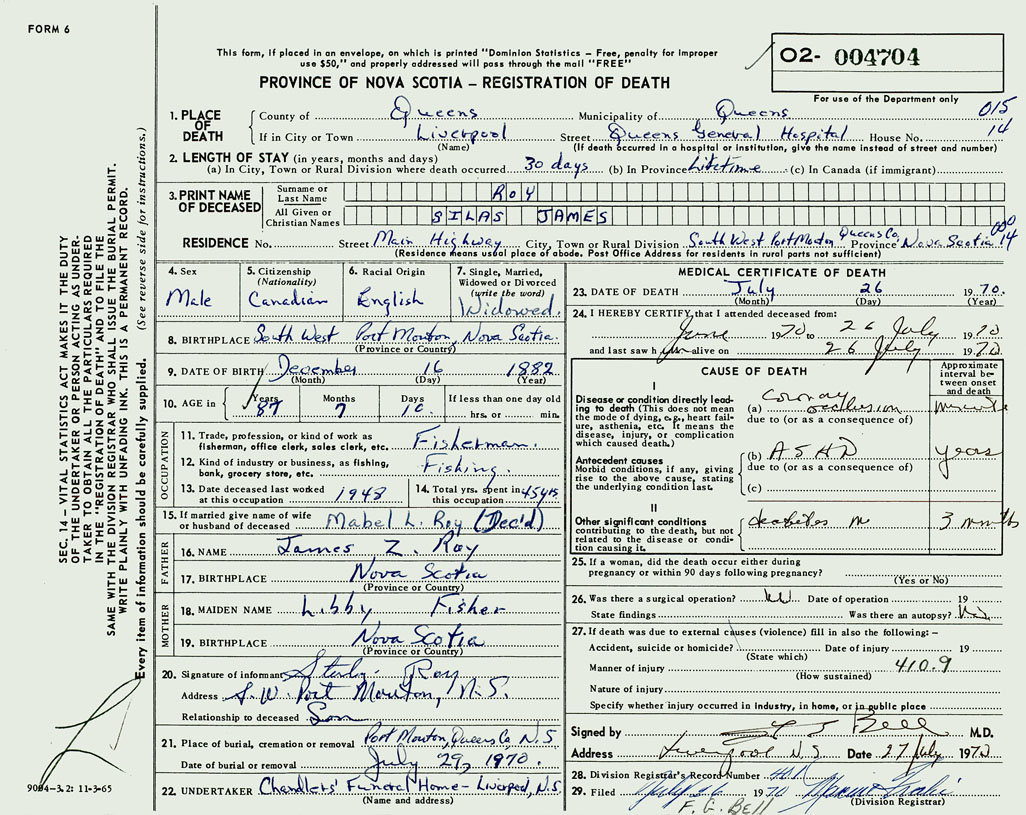 FORM 6
This form, if placed in an envelope, on which is printed "Dominion Statistics – Free, penalty for improper
use $50," and properly addressed will pass through the mail "FREE"
PROVINCE OF NOVA SCOTIA – REGISTRATION OF DEATH
02- 004704
For use of the Department only
1. PLACE OF DEATH
County of Queens Municipality of Queens 015
If in City or Town Liverpool Street Queens General Hospital House No. 14
(Name) (If death occurred in a hospital or institution, give the name instead of street and number)
2. LENGTH OF STAY (in years, months and days)
(a) In City, Town or Rural Division where death occurred 30 days (b) In Province Lifetime (c) In Canada (if immigrant)
3. PRINT NAME OF DECEASED
Surname or Last Name ROY
All Given or Christian Names SILAS JAMES
RESIDENCE No. Street Main Highway City, Town or Rural Division South West Port Mouton Queens Co. Province Nova Scotia 14
(Residence means usual place of abode. Post Office Address for residents in rural parts not sufficient)
4. Sex Male
5. Citizenship (Nationality) Canadian
6. Racial Origin English
7. Single, Married, Widowed or Divorced (write the word) Widowed
8. BIRTHPLACE South West Port Mouton, Nova Scotia
(Province or Country)
9. DATE OF BIRTH December 16 1882
(Month) (Day) (Year)
10. AGE in Years 87 Months 7 Days 10 If less than one day old hrs. or min.
OCCUPATION
11. Trade, profession, or kind of work as fisherman, office clerk, sales clerk, etc. Fisherman.
12. Kind of industry or business, as fishing, bank, grocery store, etc. Fishing.
13. Date deceased last worked at this occupation 1948
14. Total yrs. spent in this occupation 45yrs
15. If married give name of wife or husband of deceased Mabel L. Roy (Dec'd)
FATHER
16. NAME James Z. Roy
17. BIRTHPLACE Nova Scotia
(Province or Country)
MOTHER
18. MAIDEN NAME Libby Fisher
19. BIRTHPLACE Nova Scotia
(Province or Country)
20. Signature of informant Roy
Address S.W. Port Mouton, N.S.
Relationship to deceased Son
21. Place of burial, cremation or removal Port Mouton, Queens Co N.S
Date of burial or removal July 29, 1970.
22. UNDERTAKER Chandlers' Funeral Home - Liverpool, N.S.
(Name and address)
MEDICAL CERTIFICATE OF DEATH
23. DATE OF DEATH July 26 1970.
(Month) (Day) (Year)
24. I HEREBY CERTIFY, that I attended deceased from:
June 1970 to 26 July 1970
and last saw him alive on 26 July 1970
CAUSE OF DEATH
Approximate interval between onset and death
I
Disease or condition directly leading to death (This does not mean the mode of dying, e.g., heart failure, asthenia, etc. It means the disease, injury, or complication which caused death.)
(a) Coronary occlusion
due to (or as a consequence of)
Antecedent causes
Morbid conditions, if any, giving rise to the above cause, stating the underlying condition last.
(b) ASHD years
due to (or as a consequence of)
(c)
II
Other significant conditions contributing to the death, but not related to the disease or condition causing it.
diabetes m 3 months
25. If a woman, did the death occur either during pregnancy or within 90 days following pregnancy?
(Yes or No)
26. Was there a surgical operation? No Date of operation 19
State findings Was there an autopsy? No
27. If death was due to external causes (violence) fill in also the following: –
Accident, suicide or homicide? Date of injury 19
(State which)
Manner of injury 410.9
(How sustained)
Nature of injury
Specify whether injury occurred in industry, in home, or in public place
Signed by Bell M.D.
Address Liverpool N.S. Date 27 July 1970
28. Division Registrar's Record Number
29. Filed July 26 1970
(Division Registrar)
F. G. BELL
SEC. 14 – VITAL STATISTICS ACT MAKES IT THE DUTY
OF THE UNDERTAKER OR PERSON ACTING AS UNDER-
TAKER TO OBTAIN ALL THE PARTICULARS REQUIRED
IN THE "REGISTRATION OF DEATH" AND TO FILE THE
SAME WITH THE DIVISION REGISTRAR WHO SHALL ISSUE THE BURIAL PERMIT.
WRITE PLAINLY WITH UNFADING INK. THIS IS A PERMANENT RECORD.
Every item of information should be carefully supplied. (See reverse side for instructions.)
9004-3.2: 11-3-65